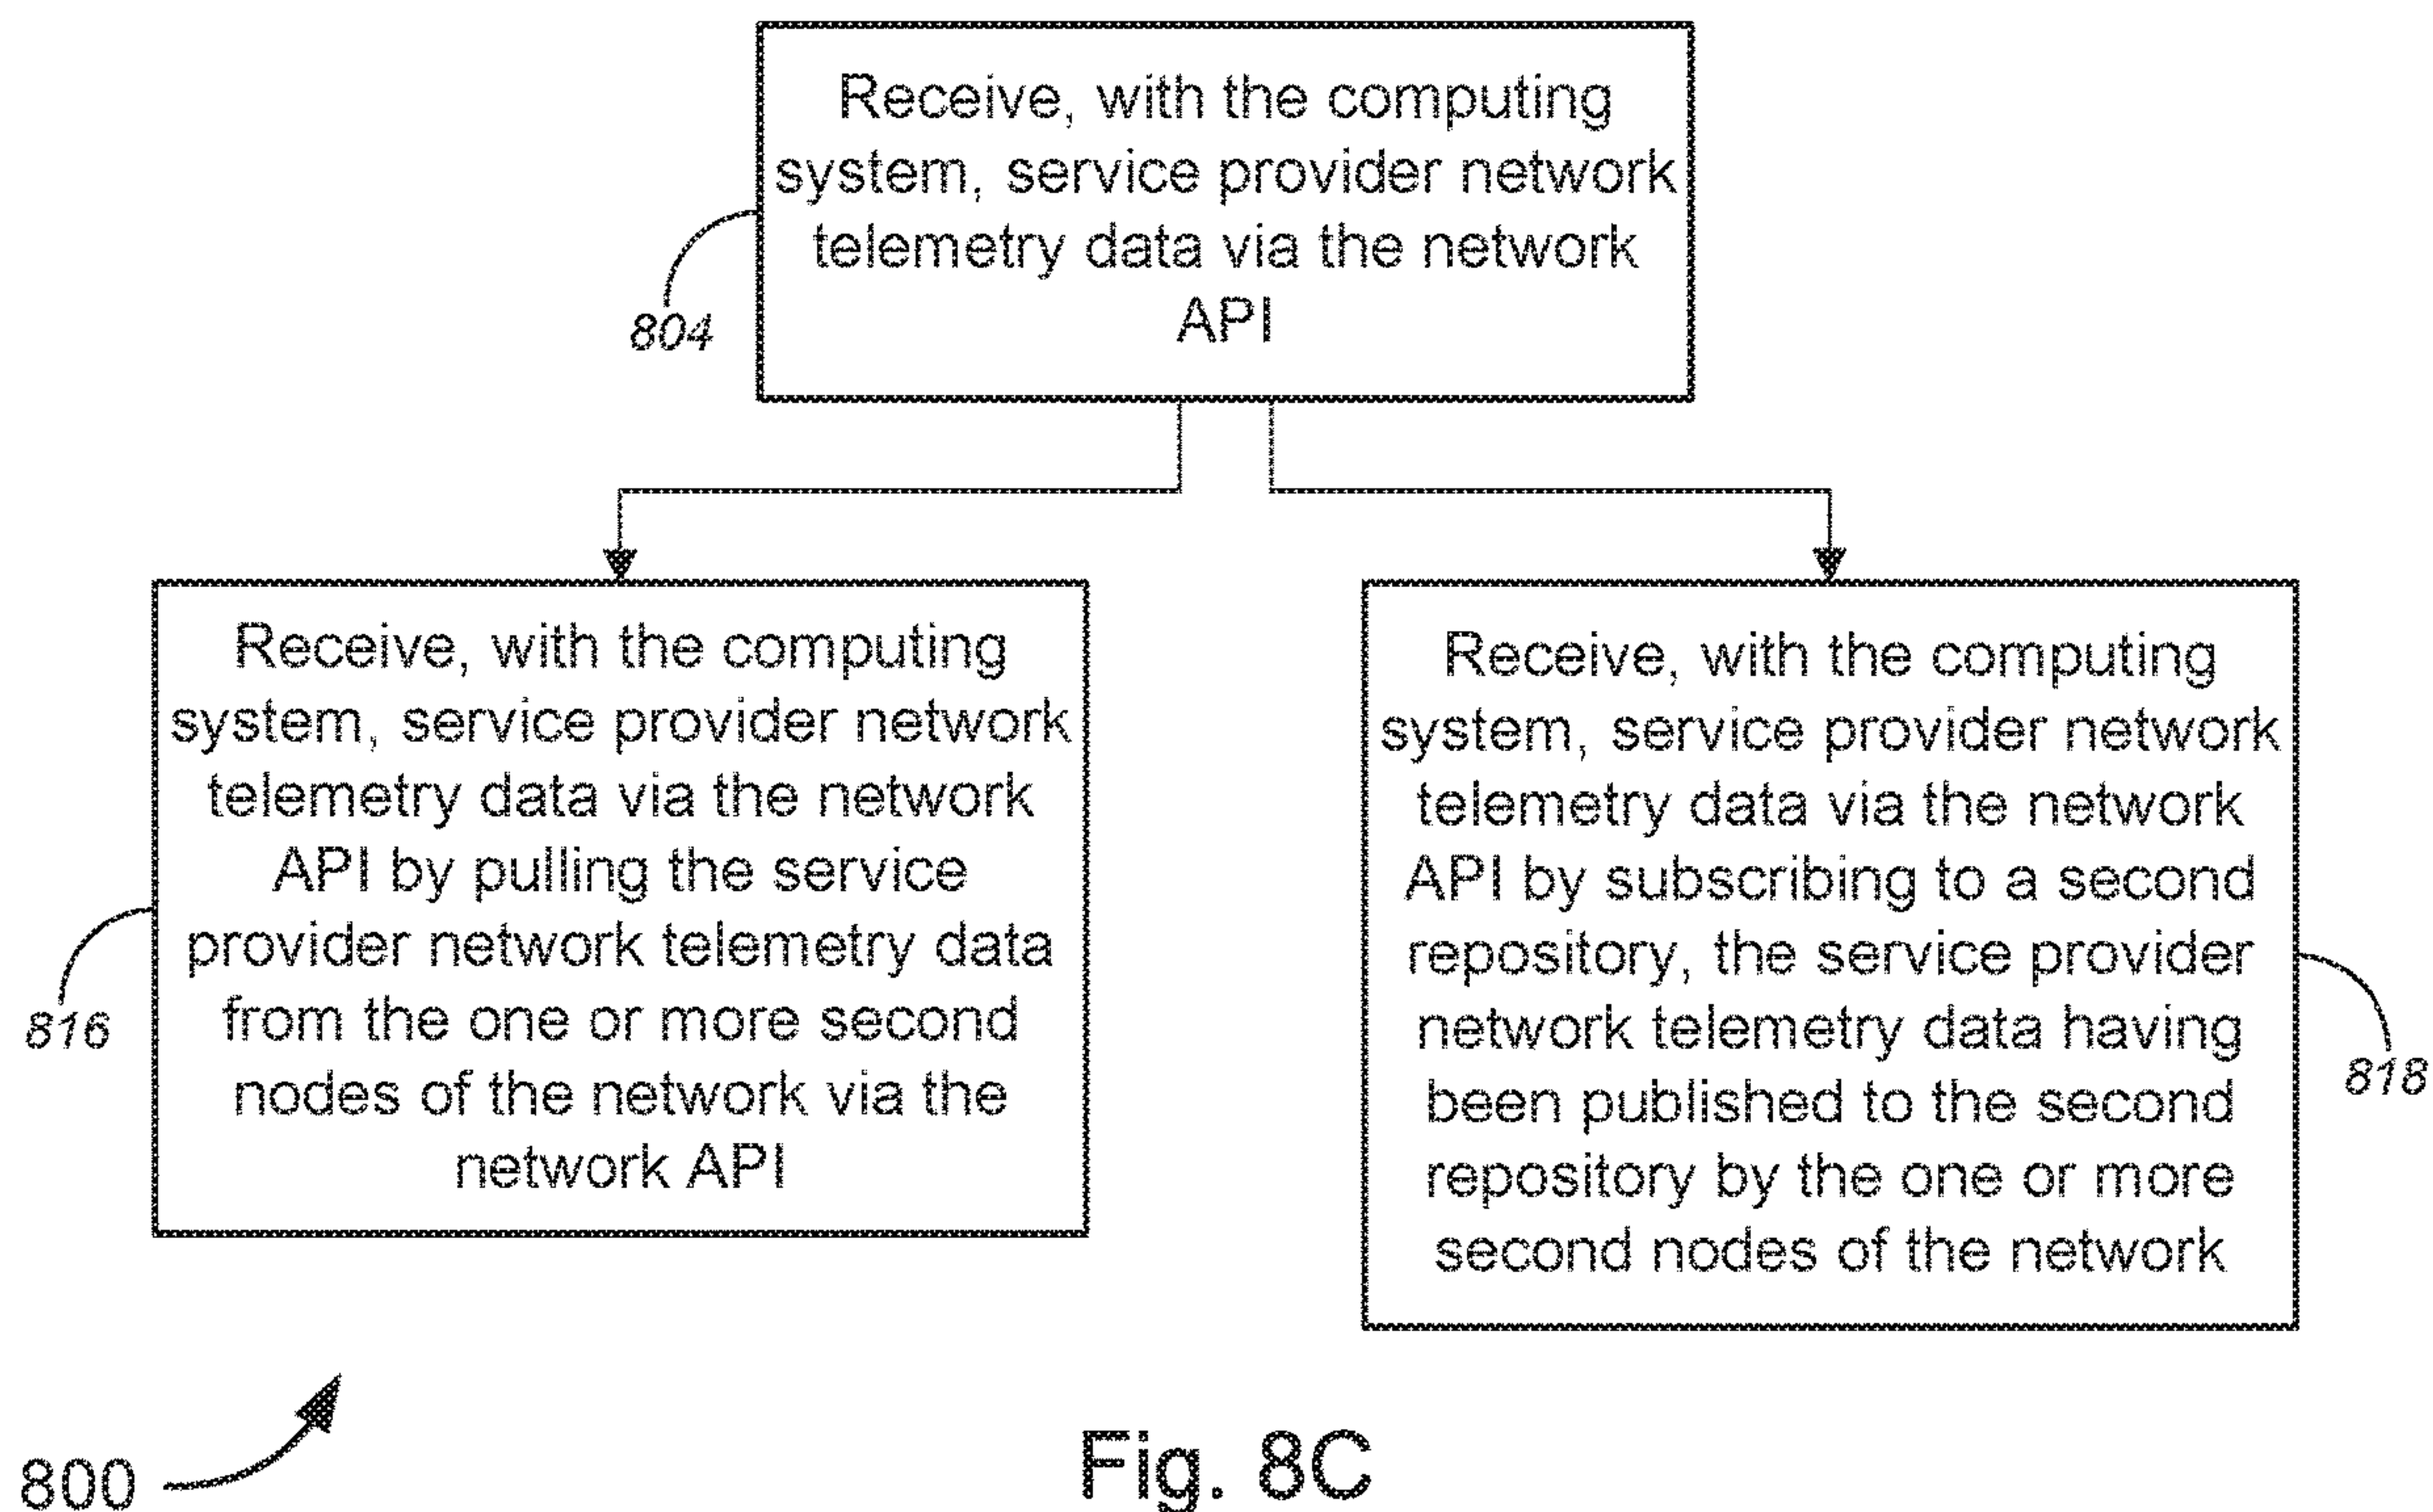 Receive, with the computing
system, service provider network
telemetry data via the network
API
804
Receive, with the computing
system, service provider network
telemetry data via the network
API by pulling the service
provider network telemetry data
from the one or more second
nodes of the network via the
network API
816
Receive, with the computing
system, service provider network
telemetry data via the network
API by subscribing to a second
repository, the service provider
network telemetry data having
been published to the second
repository by the one or more
second nodes of the network
818
800
Fig. 8C